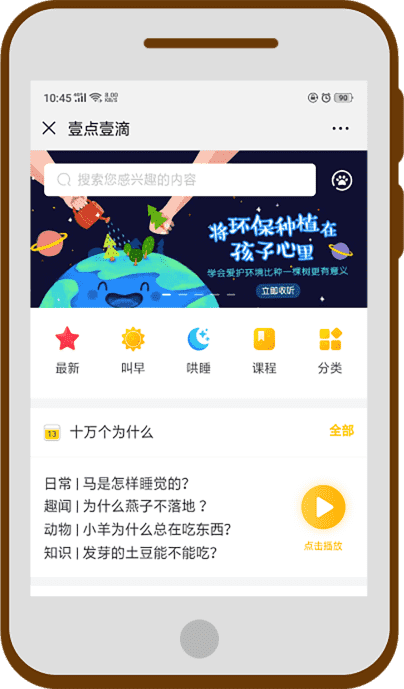 10:45 8.00 KB/S 90
壹点壹滴
搜索您感兴趣的内容
将环保种植在
孩子心里
学会爱护环境比种一棵树更有意义
立即收听
最新 叫早 哄睡 课程 分类
13 十万个为什么 全部
日常 | 马是怎样睡觉的?
趣闻 | 为什么燕子不落地 ?
动物 | 小羊为什么总在吃东西?
知识 | 发芽的土豆能不能吃?
点击播放